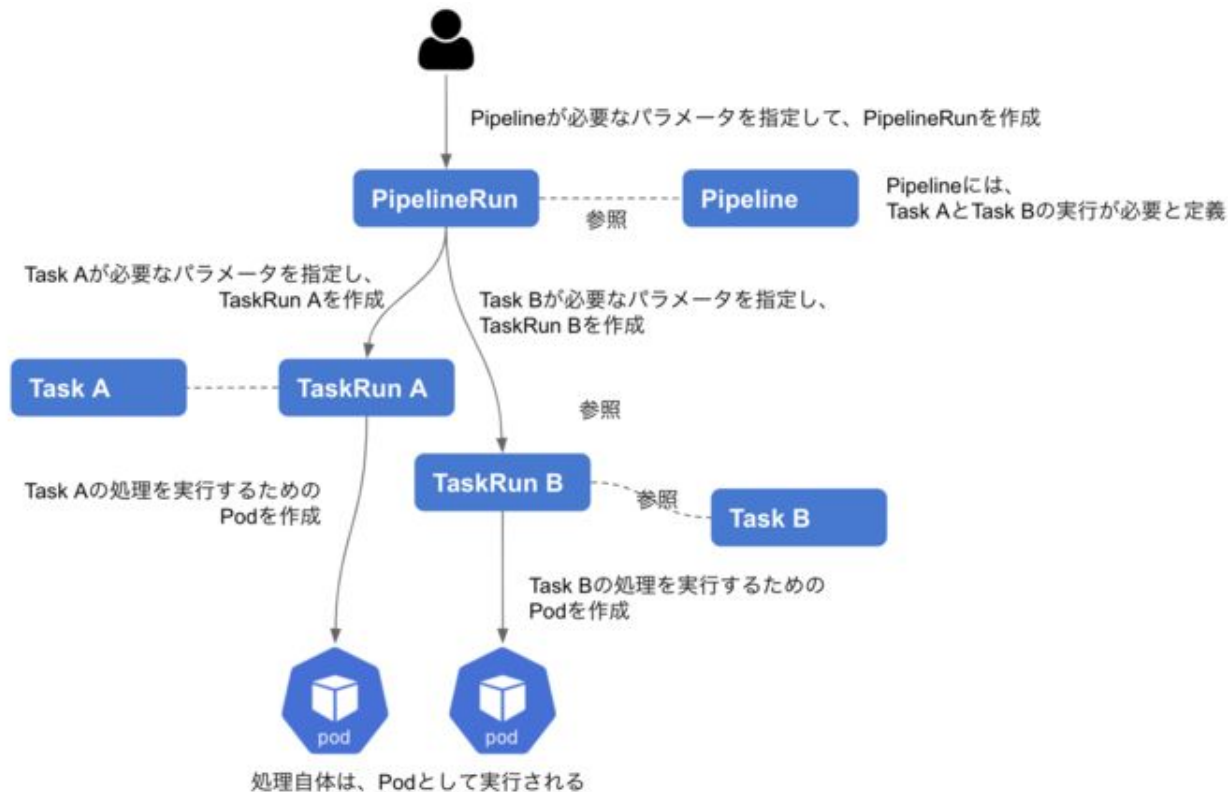 Pipelineが必要なパラメータを指定して、PipelineRunを作成
PipelineRun
参照
Pipeline
Pipelineには、
Task AとTask Bの実行が必要と定義
Task Aが必要なパラメータを指定し、
TaskRun Aを作成
Task Bが必要なパラメータを指定し、
TaskRun Bを作成
Task A
TaskRun A
参照
TaskRun B
参照
Task B
Task Aの処理を実行するための
Podを作成
Task Bの処理を実行するための
Podを作成
pod
pod
処理自体は、Podとして実行される